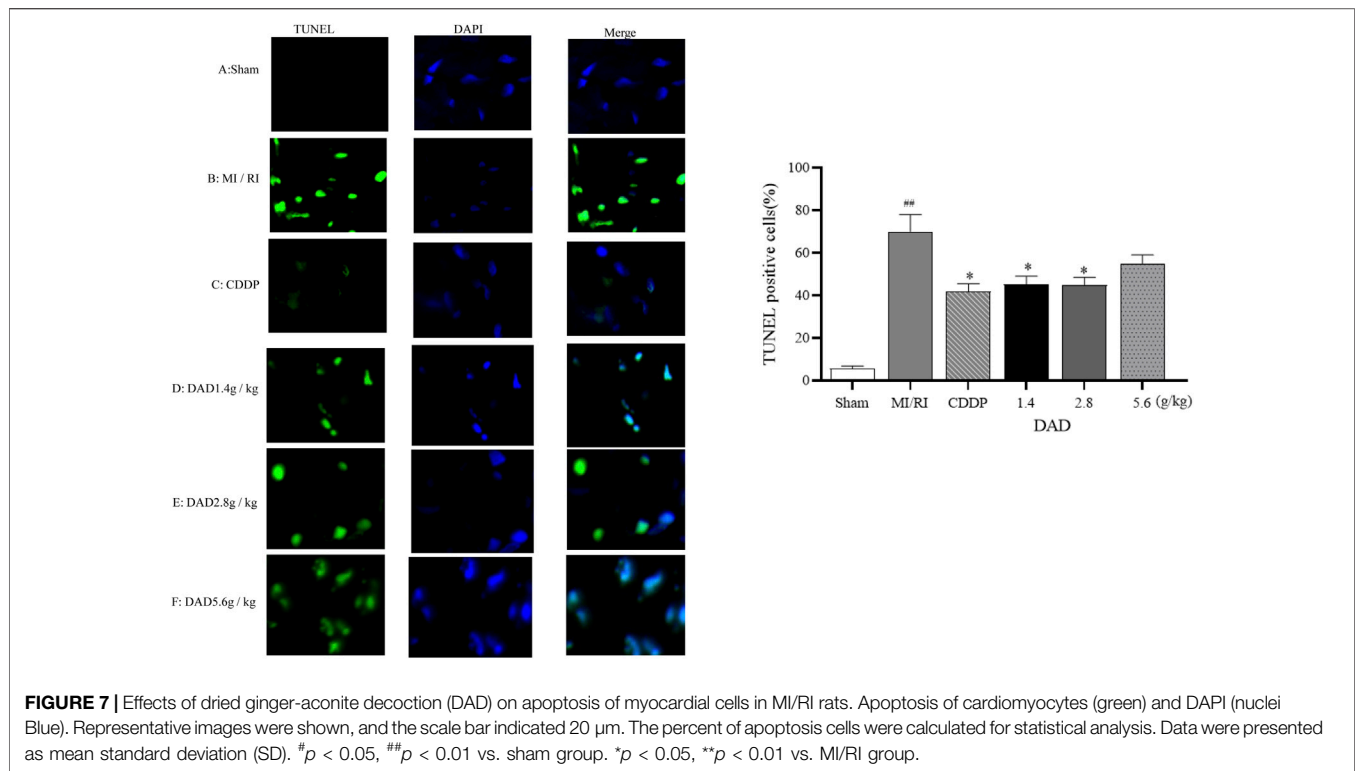 TUNEL DAPI Merge
A:Sham
B: MI / RI
C: CDDP
D: DAD1.4g / kg
E: DAD2.8g / kg
F: DAD5.6g / kg
TUNEL positive cells(%)
100
80
60
40
20
0
##
* * *
Sham MI/RI CDDP 1.4 2.8 5.6 (g/kg)
DAD
FIGURE 7 | Effects of dried ginger-aconite decoction (DAD) on apoptosis of myocardial cells in MI/RI rats. Apoptosis of cardiomyocytes (green) and DAPI (nuclei
Blue). Representative images were shown, and the scale bar indicated 20 µm. The percent of apoptosis cells were calculated for statistical analysis. Data were presented
as mean standard deviation (SD). #p < 0.05, ##p < 0.01 vs. sham group. *p < 0.05, **p < 0.01 vs. MI/RI group.